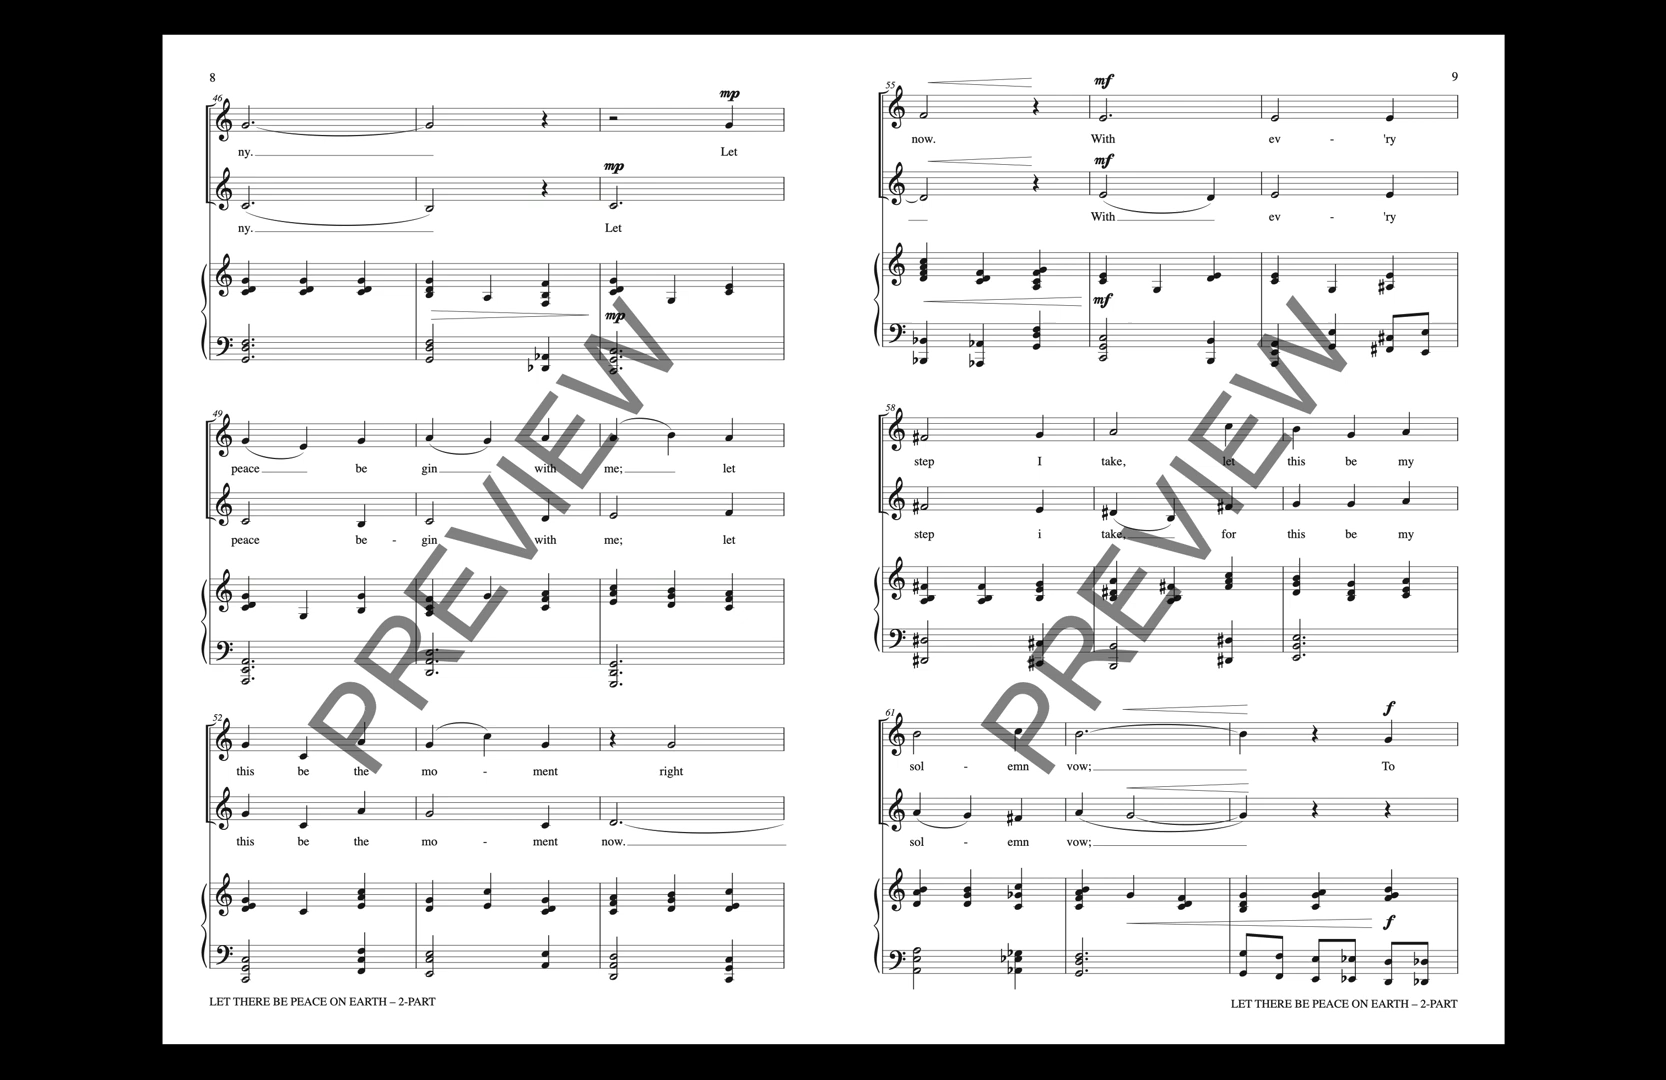 8
46
mp
ny. Let
mp
ny. Let
mp
49
peace be gin with me; let
peace be - gin with me; let
52
this be the mo - ment right
this be the mo - ment now.
LET THERE BE PEACE ON EARTH – 2-PART
PREVIEW
9
55
mf
now. With ev - 'ry
mf
With ev - 'ry
mf
58
step I take, let this be my
step i take, for this be my
61
f
sol - emn vow; To
sol - emn vow;
f
LET THERE BE PEACE ON EARTH – 2-PART
PREVIEW